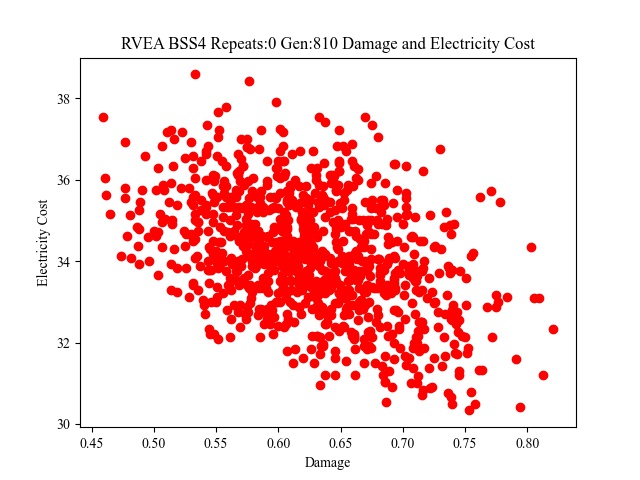 RVEA BSS4 Repeats:0 Gen:810 Damage and Electricity Cost
38
36
34
32
30
Electricity Cost
0.45 0.50 0.55 0.60 0.65 0.70 0.75 0.80
Damage